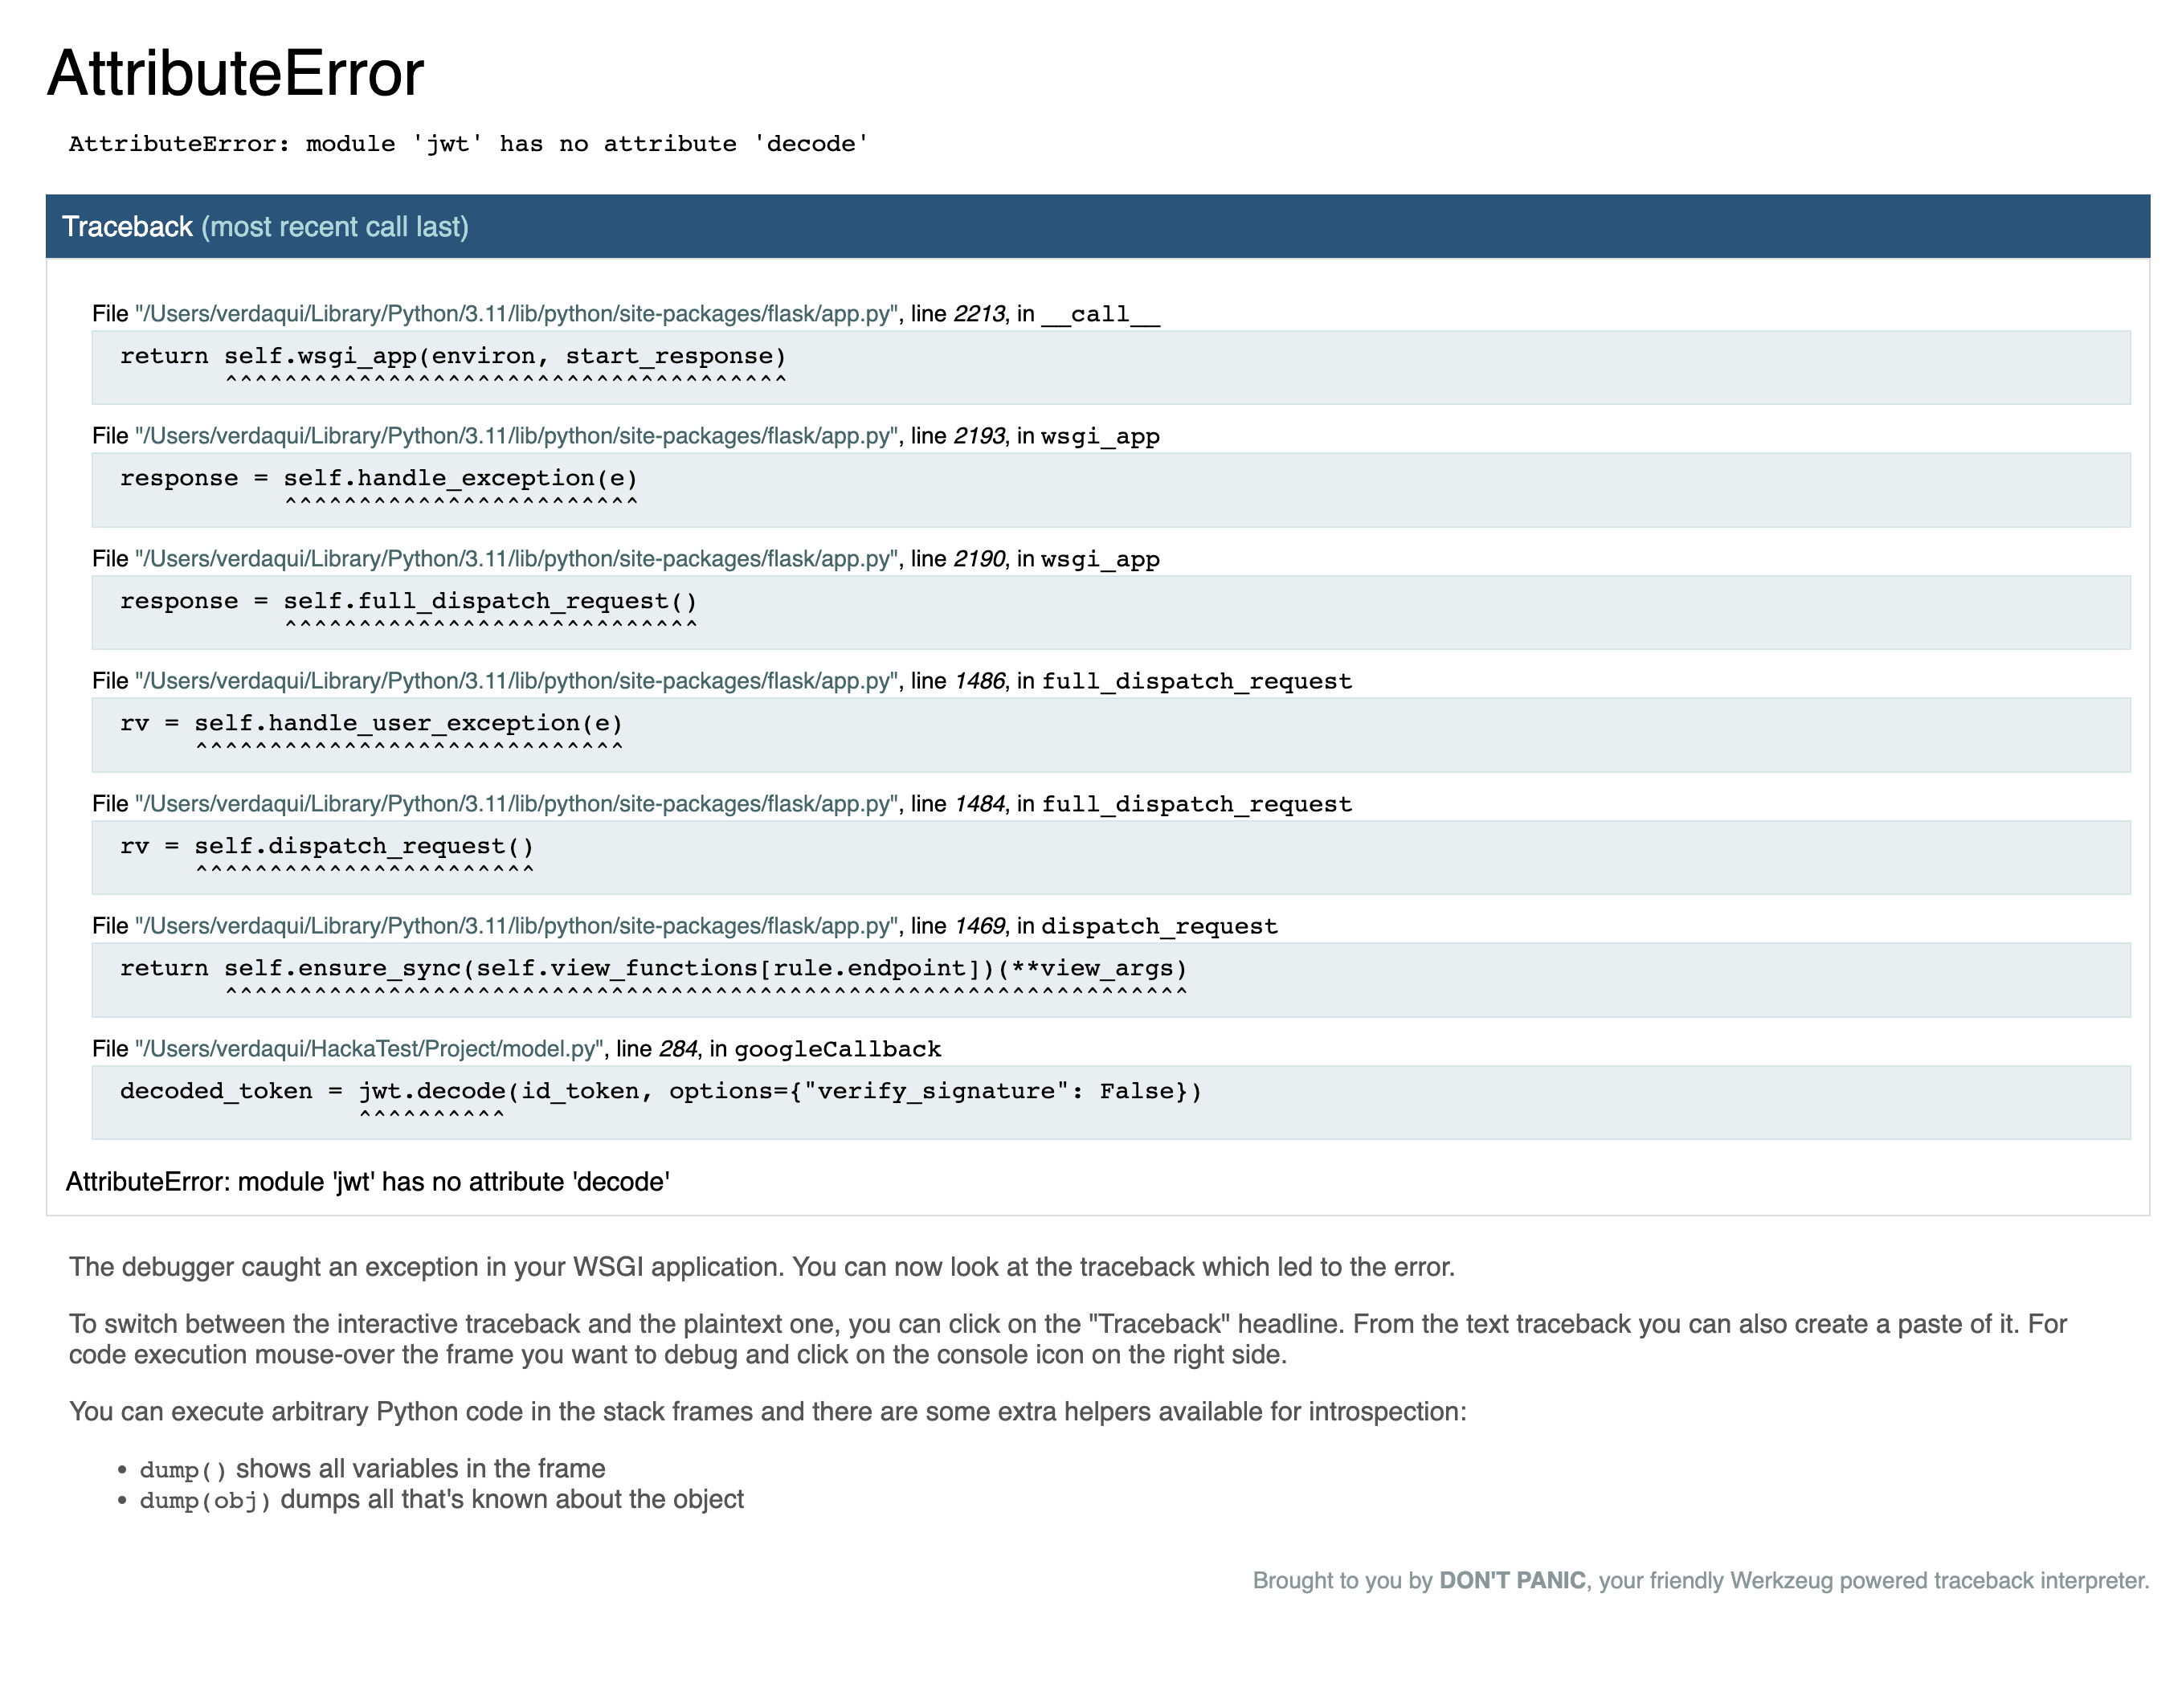 AttributeError
AttributeError: module 'jwt' has no attribute 'decode'
Traceback (most recent call last)
File "/Users/verdaqui/Library/Python/3.11/lib/python/site-packages/flask/app.py", line 2213, in __call__
return self.wsgi_app(environ, start_response)
^^^^^^^^^^^^^^^^^^^^^^^^^^^^^^^^^^^^^^
File "/Users/verdaqui/Library/Python/3.11/lib/python/site-packages/flask/app.py", line 2193, in wsgi_app
response = self.handle_exception(e)
^^^^^^^^^^^^^^^^^^^^^^^^
File "/Users/verdaqui/Library/Python/3.11/lib/python/site-packages/flask/app.py", line 2190, in wsgi_app
response = self.full_dispatch_request()
^^^^^^^^^^^^^^^^^^^^^^^^^^^^
File "/Users/verdaqui/Library/Python/3.11/lib/python/site-packages/flask/app.py", line 1486, in full_dispatch_request
rv = self.handle_user_exception(e)
^^^^^^^^^^^^^^^^^^^^^^^^^^^^^
File "/Users/verdaqui/Library/Python/3.11/lib/python/site-packages/flask/app.py", line 1484, in full_dispatch_request
rv = self.dispatch_request()
^^^^^^^^^^^^^^^^^^^^^^^
File "/Users/verdaqui/Library/Python/3.11/lib/python/site-packages/flask/app.py", line 1469, in dispatch_request
return self.ensure_sync(self.view_functions[rule.endpoint])(**view_args)
^^^^^^^^^^^^^^^^^^^^^^^^^^^^^^^^^^^^^^^^^^^^^^^^^^^^^^^^^^^^^^^^^
File "/Users/verdaqui/HackaTest/Project/model.py", line 284, in googleCallback
decoded_token = jwt.decode(id_token, options={"verify_signature": False})
^^^^^^^^^^
AttributeError: module 'jwt' has no attribute 'decode'
The debugger caught an exception in your WSGI application. You can now look at the traceback which led to the error.
To switch between the interactive traceback and the plaintext one, you can click on the "Traceback" headline. From the text traceback you can also create a paste of it. For
code execution mouse-over the frame you want to debug and click on the console icon on the right side.
You can execute arbitrary Python code in the stack frames and there are some extra helpers available for introspection:
• dump() shows all variables in the frame
• dump(obj) dumps all that's known about the object
Brought to you by DON'T PANIC, your friendly Werkzeug powered traceback interpreter.